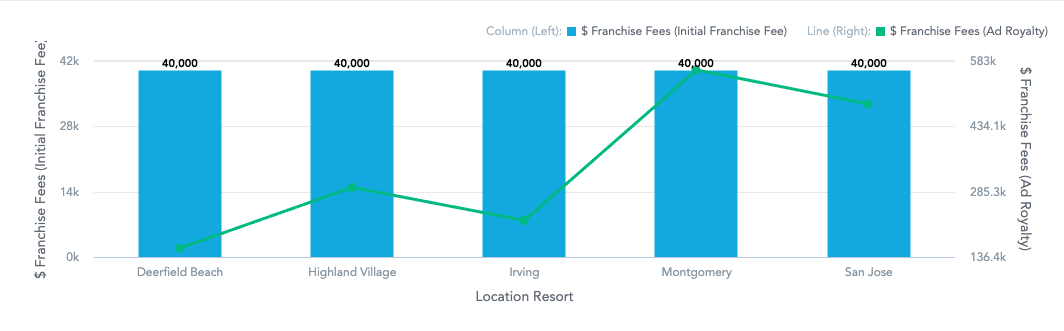 Column (Left): $ Franchise Fees (Initial Franchise Fee) Line (Right): $ Franchise Fees (Ad Royalty)
$ Franchise Fees (Initial Franchise Fee)
42k
28k
14k
0k
40,000 40,000 40,000 40,000 40,000
583k
434.1k
285.3k
136.4k
$ Franchise Fees (Ad Royalty)
Deerfield Beach Highland Village Irving Montgomery San Jose
Location Resort